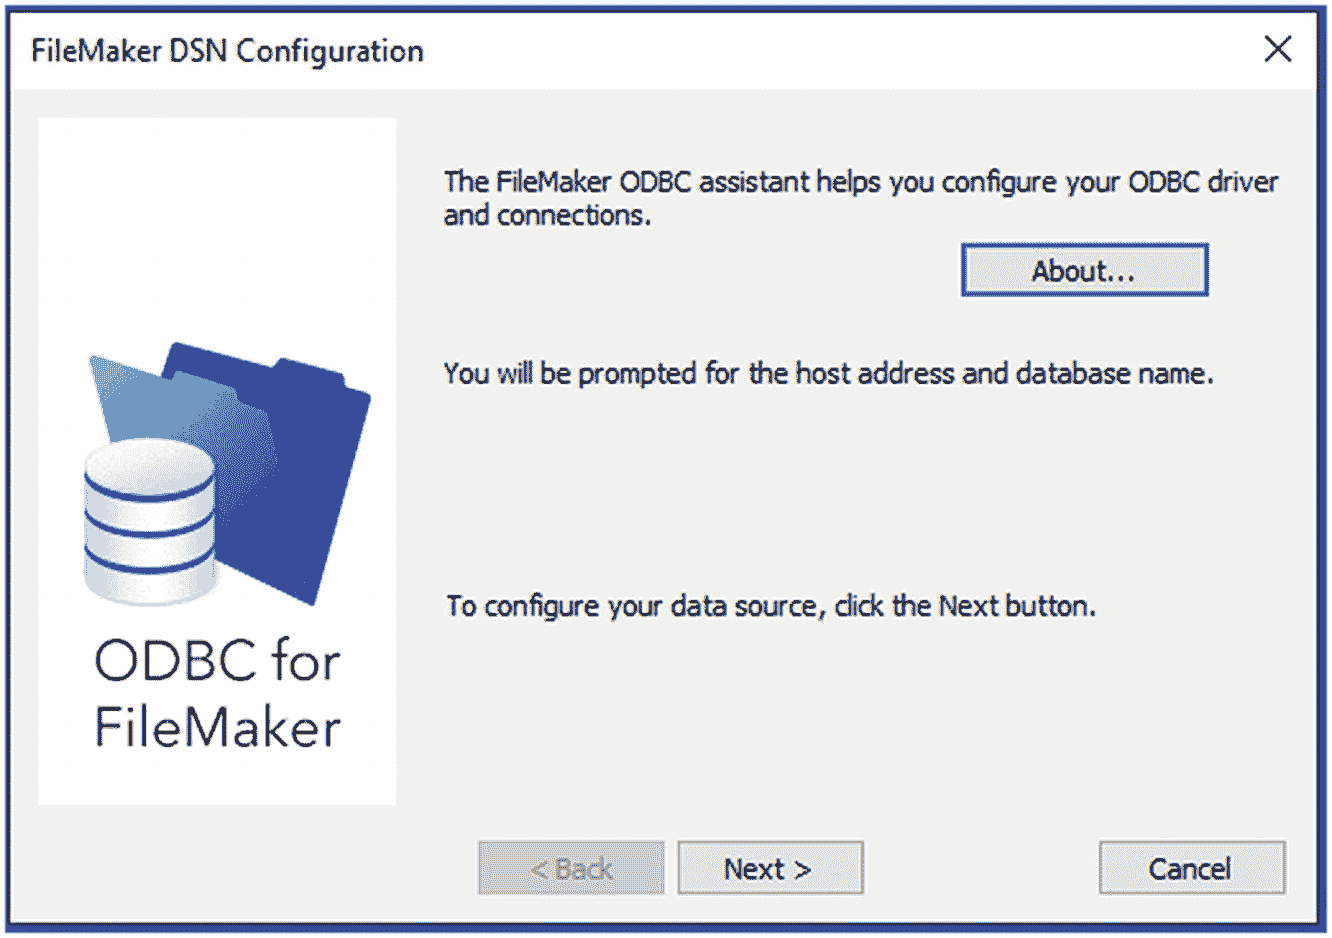 FileMaker DSN Configuration
The FileMaker ODBC assistant helps you configure your ODBC driver
and connections.
About...
You will be prompted for the host address and database name.
To configure your data source, click the Next button.
ODBC for
FileMaker
< Back
Next >
Cancel